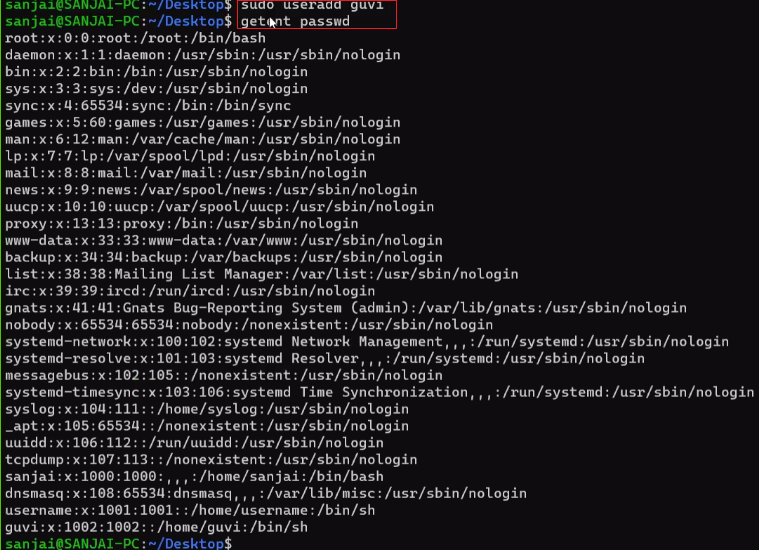 sanjai@SANJAI-PC:~/Desktop$ sudo useradd guvi
sanjai@SANJAI-PC:~/Desktop$ getent passwd
root:x:0:0:root:/root:/bin/bash
daemon:x:1:1:daemon:/usr/sbin:/usr/sbin/nologin
bin:x:2:2:bin:/bin:/usr/sbin/nologin
sys:x:3:3:sys:/dev:/usr/sbin/nologin
sync:x:4:65534:sync:/bin:/bin/sync
games:x:5:60:games:/usr/games:/usr/sbin/nologin
man:x:6:12:man:/var/cache/man:/usr/sbin/nologin
lp:x:7:7:lp:/var/spool/lpd:/usr/sbin/nologin
mail:x:8:8:mail:/var/mail:/usr/sbin/nologin
news:x:9:9:news:/var/spool/news:/usr/sbin/nologin
uucp:x:10:10:uucp:/var/spool/uucp:/usr/sbin/nologin
proxy:x:13:13:proxy:/bin:/usr/sbin/nologin
www-data:x:33:33:www-data:/var/www:/usr/sbin/nologin
backup:x:34:34:backup:/var/backups:/usr/sbin/nologin
list:x:38:38:Mailing List Manager:/var/list:/usr/sbin/nologin
irc:x:39:39:ircd:/run/ircd:/usr/sbin/nologin
gnats:x:41:41:Gnats Bug-Reporting System (admin):/var/lib/gnats:/usr/sbin/nologin
nobody:x:65534:65534:nobody:/nonexistent:/usr/sbin/nologin
systemd-network:x:100:102:systemd Network Management,,,:/run/systemd:/usr/sbin/nologin
systemd-resolve:x:101:103:systemd Resolver,,,:/run/systemd:/usr/sbin/nologin
messagebus:x:102:105::/nonexistent:/usr/sbin/nologin
systemd-timesync:x:103:106:systemd Time Synchronization,,,:/run/systemd:/usr/sbin/nologin
syslog:x:104:111::/home/syslog:/usr/sbin/nologin
_apt:x:105:65534::/nonexistent:/usr/sbin/nologin
uuidd:x:106:112::/run/uuidd:/usr/sbin/nologin
tcpdump:x:107:113::/nonexistent:/usr/sbin/nologin
sanjai:x:1000:1000:,,,:/home/sanjai:/bin/bash
dnsmasq:x:108:65534:dnsmasq,,,:/var/lib/misc:/usr/sbin/nologin
username:x:1001:1001::/home/username:/bin/sh
guvi:x:1002:1002::/home/guvi:/bin/sh
sanjai@SANJAI-PC:~/Desktop$